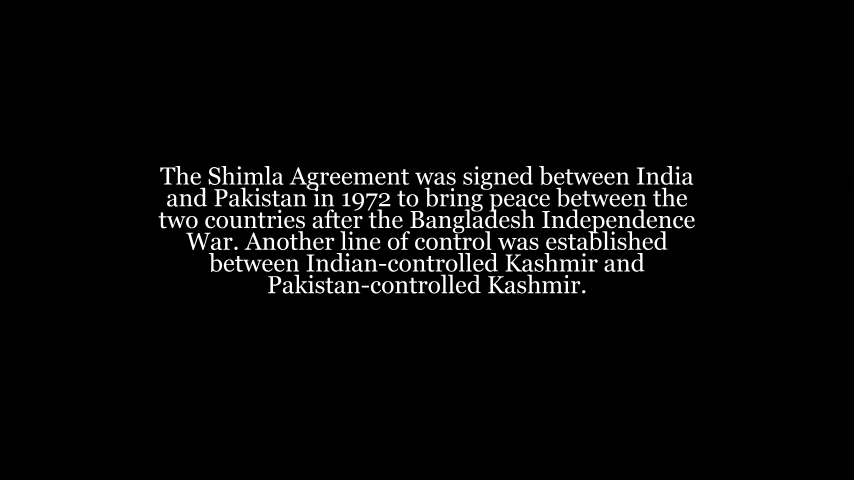 The Shimla Agreement was signed between India
and Pakistan in 1972 to bring peace between the
two countries after the Bangladesh Independence
War. Another line of control was established
between Indian-controlled Kashmir and
Pakistan-controlled Kashmir.